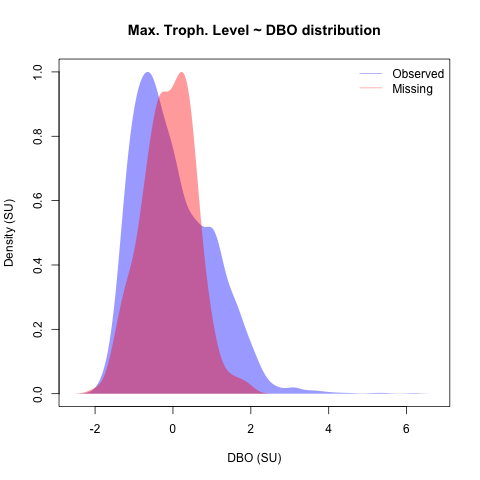 Max. Troph. Level ~ DBO distribution
Observed
Missing
Density (SU)
1.0
0.8
0.6
0.4
0.2
0.0
-2 0 2 4 6
DBO (SU)